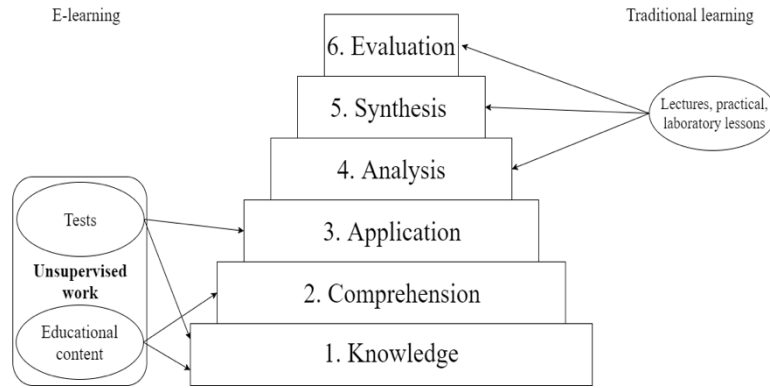 E-learning
Traditional learning
6. Evaluation
5. Synthesis
Lectures, practical,
laboratory lessons
4. Analysis
Tests
3. Application
Unsupervised
work
2. Comprehension
Educational
content
1. Knowledge